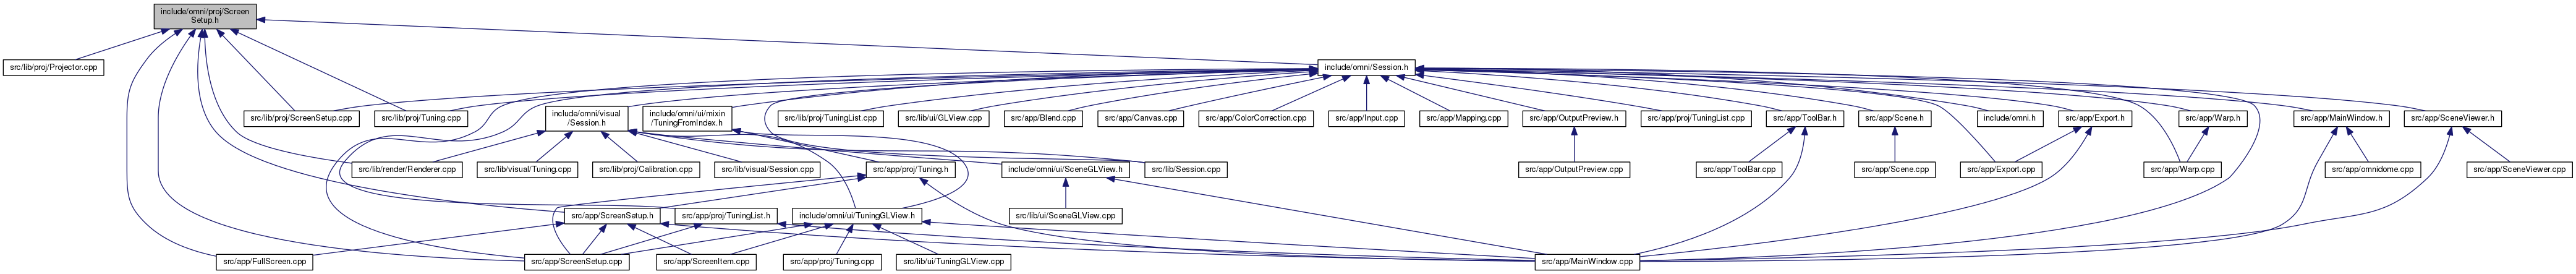 include/omni/proj/Screen
Setup.h
src/lib/proj/Projector.cpp
include/omni/Session.h
src/lib/proj/ScreenSetup.cpp
src/lib/proj/Tuning.cpp
include/omni/visual
/Session.h
include/omni/ui/mixin
/TuningFromIndex.h
src/lib/proj/TuningList.cpp
src/lib/ui/GLView.cpp
src/app/Blend.cpp
src/app/Canvas.cpp
src/app/ColorCorrection.cpp
src/app/Input.cpp
src/app/Mapping.cpp
src/app/OutputPreview.h
src/app/proj/TuningList.cpp
src/app/ToolBar.h
src/app/Scene.h
include/omni.h
src/app/Export.h
src/app/Warp.h
src/app/MainWindow.h
src/app/SceneViewer.h
src/lib/render/Renderer.cpp
src/lib/visual/Tuning.cpp
src/lib/proj/Calibration.cpp
src/lib/visual/Session.cpp
src/app/proj/Tuning.h
include/omni/ui/SceneGLView.h
src/lib/Session.cpp
src/app/OutputPreview.cpp
src/app/ToolBar.cpp
src/app/Scene.cpp
src/app/Export.cpp
src/app/Warp.cpp
src/app/omnidome.cpp
src/app/SceneViewer.cpp
src/app/ScreenSetup.h
src/app/proj/TuningList.h
include/omni/ui/TuningGLView.h
src/lib/ui/SceneGLView.cpp
src/app/FullScreen.cpp
src/app/ScreenSetup.cpp
src/app/ScreenItem.cpp
src/app/proj/Tuning.cpp
src/lib/ui/TuningGLView.cpp
src/app/MainWindow.cpp